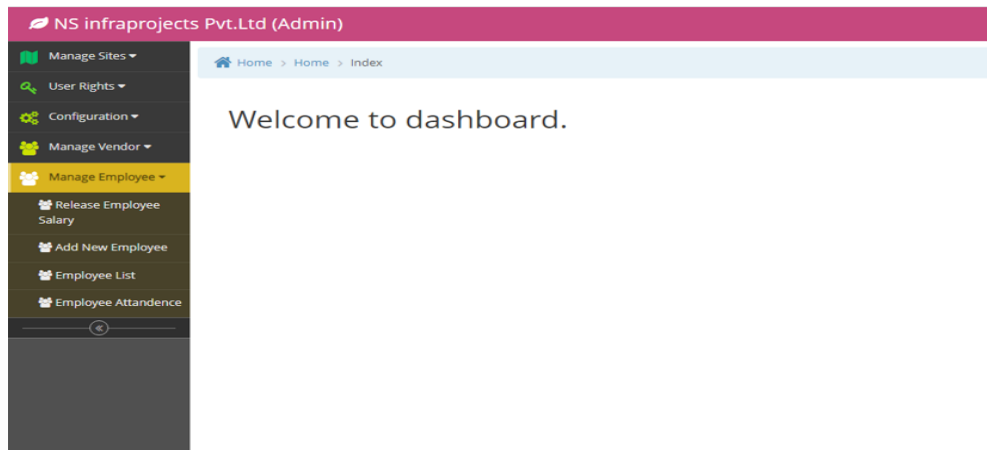 NS infraprojects Pvt.Ltd (Admin)
Manage Sites
Home > Home > Index
User Rights
Configuration
Welcome to dashboard.
Manage Vendor
Manage Employee
Release Employee
Salary
Add New Employee
Employee List
Employee Attandence